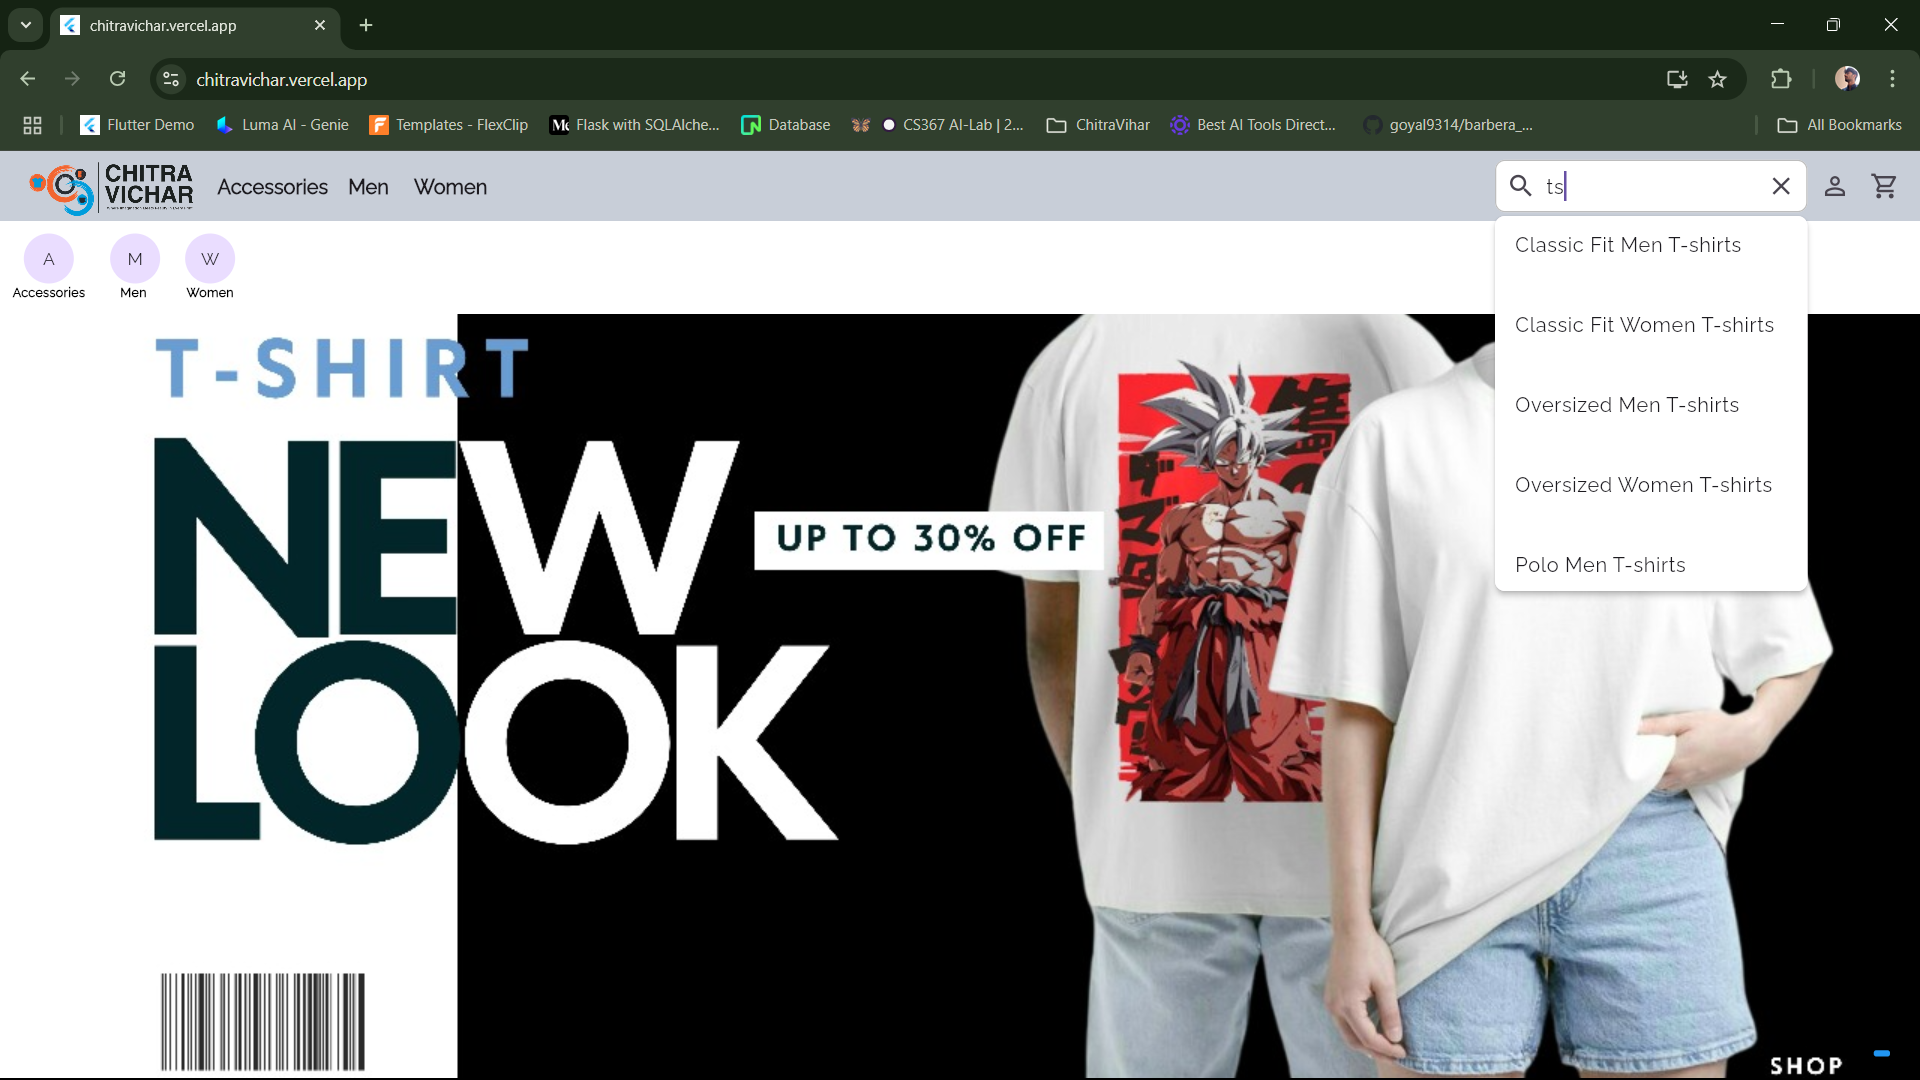 chitravichar.vercel.app
chitravichar.vercel.app
Flutter Demo
Luma AI - Genie
Templates - FlexClip
Flask with SQLAlche...
Database
CS367 AI-Lab | 2...
ChitraVihar
Best AI Tools Direct...
goyal9314/barbera_...
All Bookmarks
CHITRA
VICHAR
Accessories
Men
Women
ts
A
M
W
Accessories
Men
Women
Classic Fit Men T-shirts
Classic Fit Women T-shirts
Oversized Men T-shirts
Oversized Women T-shirts
Polo Men T-shirts
T-SHIRT
NEW
LOOK
UP TO 30% OFF
SHOP